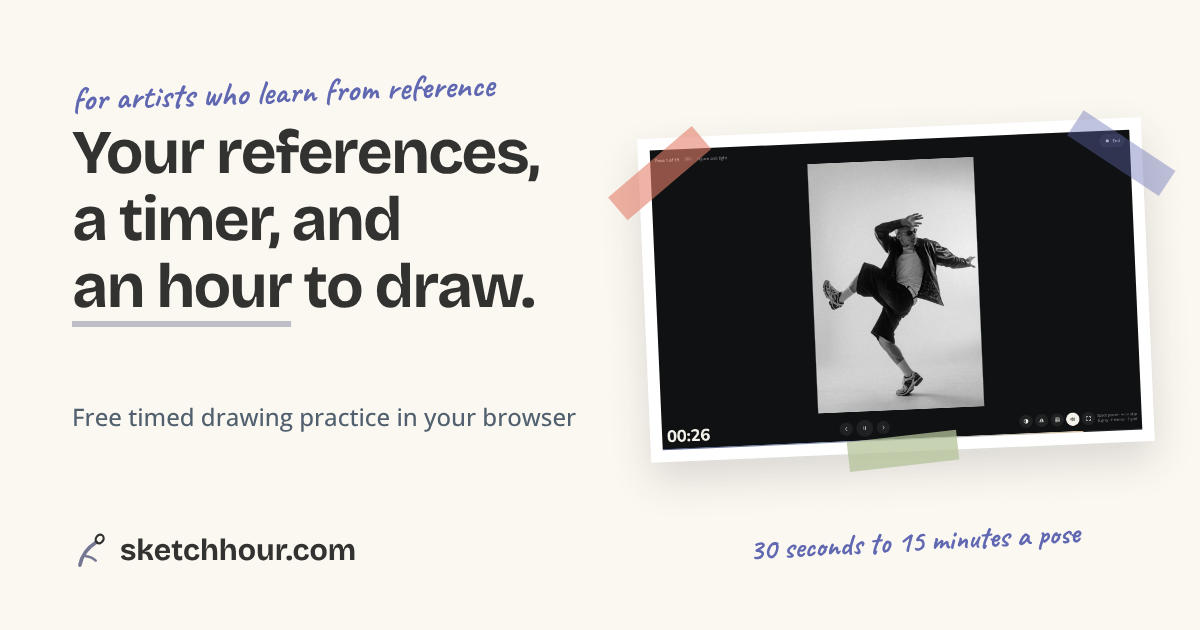 for artists who learn from reference
Your references,
a timer, and
an hour to draw.
Free timed drawing practice in your browser
sketchhour.com
End
00:26
30 seconds to 15 minutes a pose